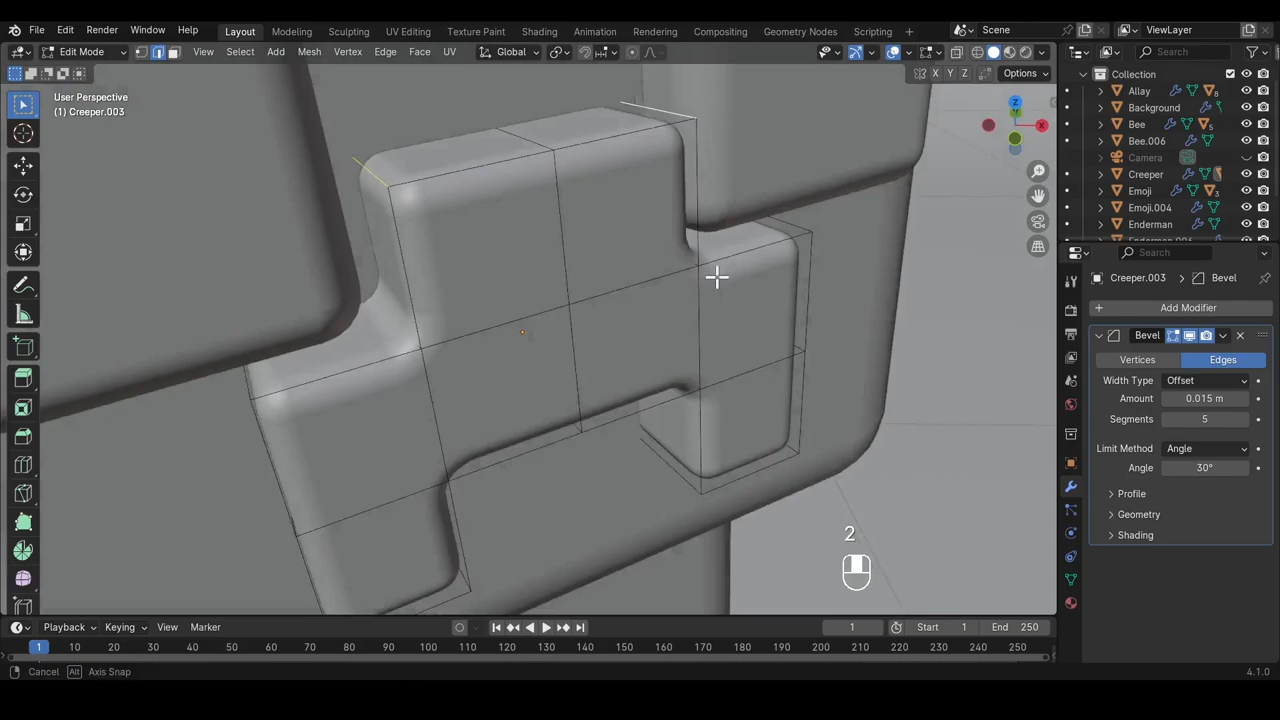 File Edit Render Window Help Layout Modeling Sculpting UV Editing Texture Paint Shading Animation Rendering Compositing Geometry Nodes Scripting + Scene ViewLayer
Edit Mode View Select Add Mesh Vertex Edge Face UV Global Search
X Y Z Options
Collection
User Perspective
(1) Creeper.003
Allay 8
Background
Bee 5
Bee.006
Camera
Creeper
Emoji 3
Emoji.004
Enderman
Search
Creeper.003 > Bevel
+ Add Modifier
Bevel
Vertices Edges
Width Type Offset
Amount 0.015 m
Segments 5
Limit Method Angle
Angle 30°
Profile
Geometry
Shading
2
Z
X
Playback Keying View Marker 1 Start 1 End 250
1 10 20 30 40 50 60 70 80 90 100 110 120 130 140 150 160 170 180 190 200 210 220 230 240 250
Cancel Alt Axis Snap 4.1.0